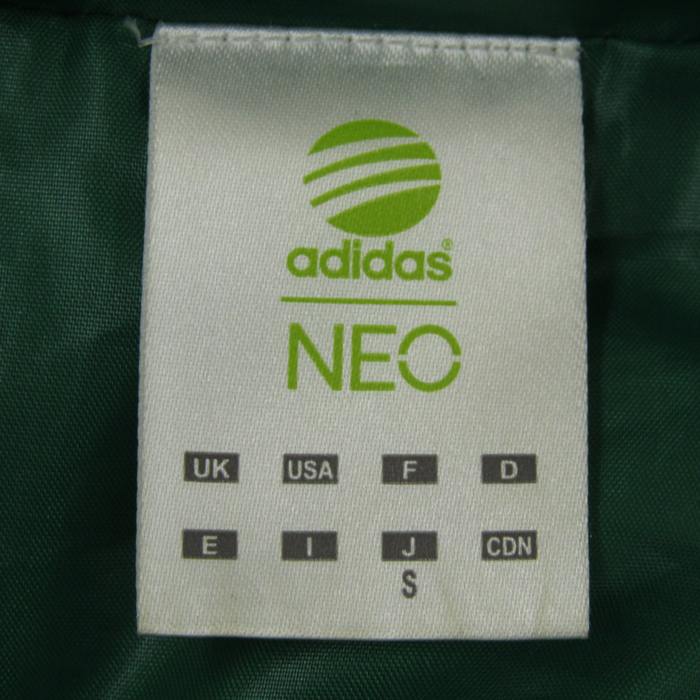 adidas®
NEO
UK USA F D
E I J CDN
S